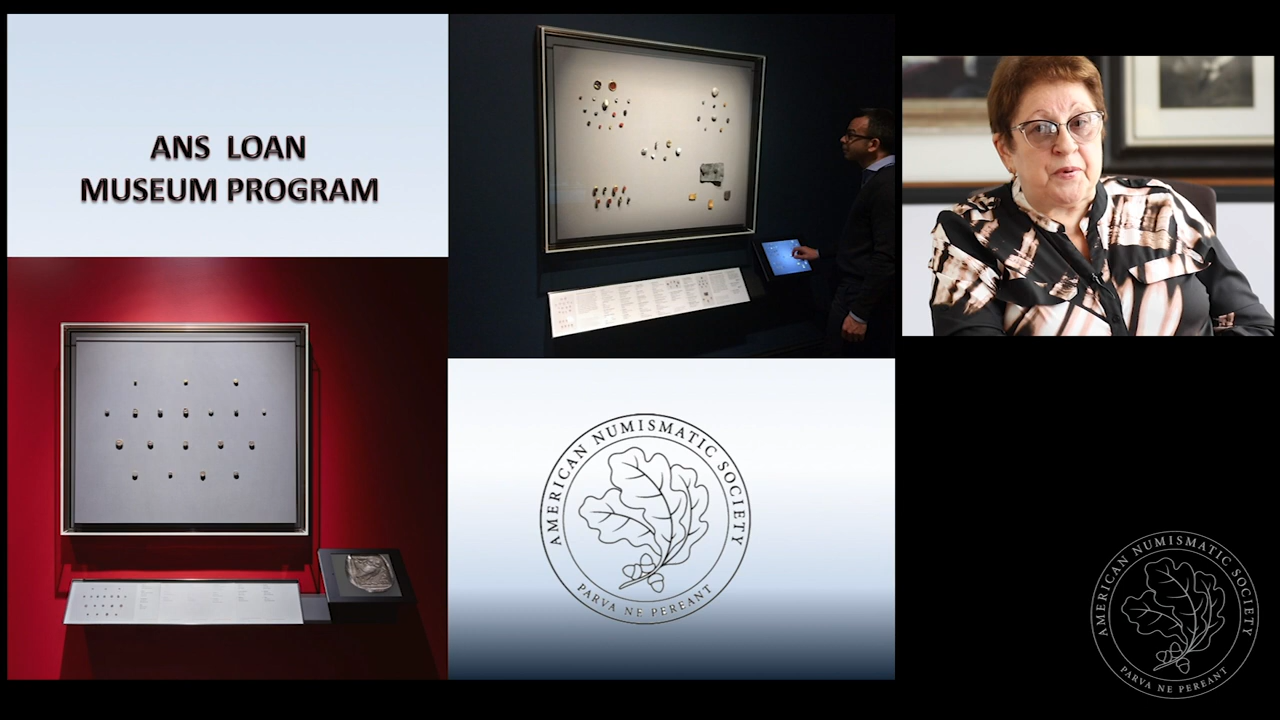 ANS LOAN
MUSEUM PROGRAM
AMERICAN NUMISMATIC SOCIETY
PARVA NE PEREANT
AMERICAN NUMISMATIC SOCIETY
PARVA NE PEREANT